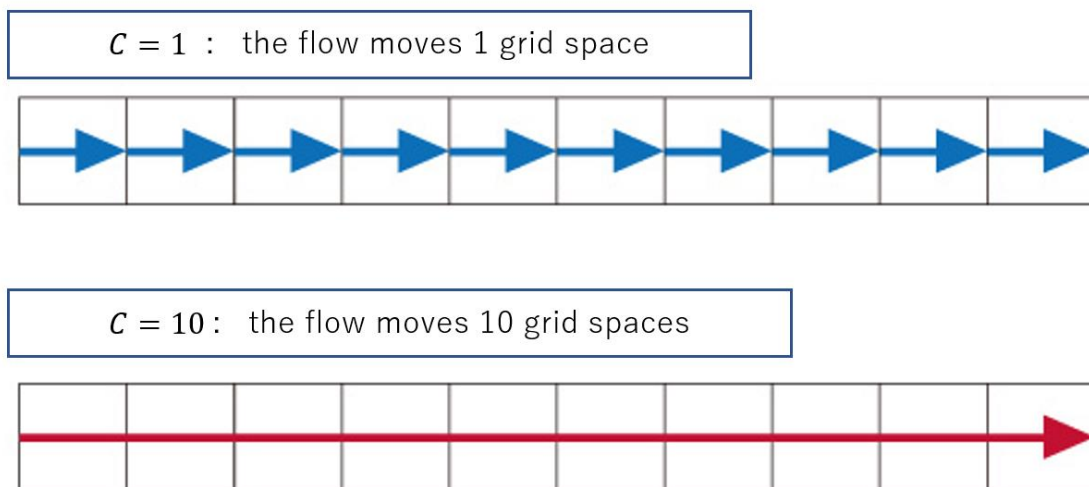 C = 1 : the flow moves 1 grid space
C = 10 : the flow moves 10 grid spaces